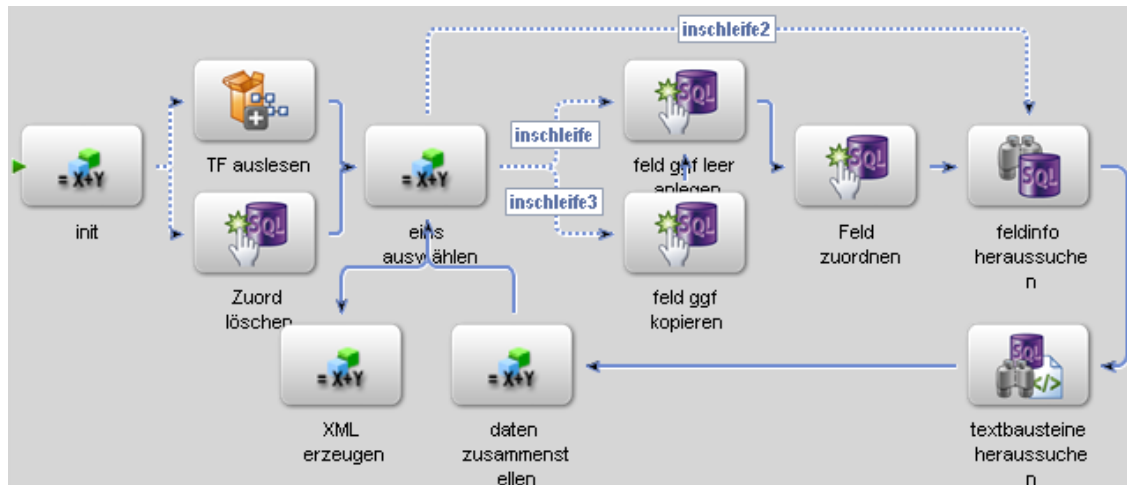 inschleife2
TF auslesen
inschleife
feld ggf leer
anlegen
inschleife3
= X+Y
init
SQL
Zuord
löschen
= X+Y
eins
auswählen
SQL
SQL
feld ggf
kopieren
SQL
Feld
zuordnen
SQL
feldinfo
heraussuche
n
= X+Y
XML
erzeugen
= X+Y
daten
zusammenst
ellen
SQL
</>
textbausteine
heraussuche
n